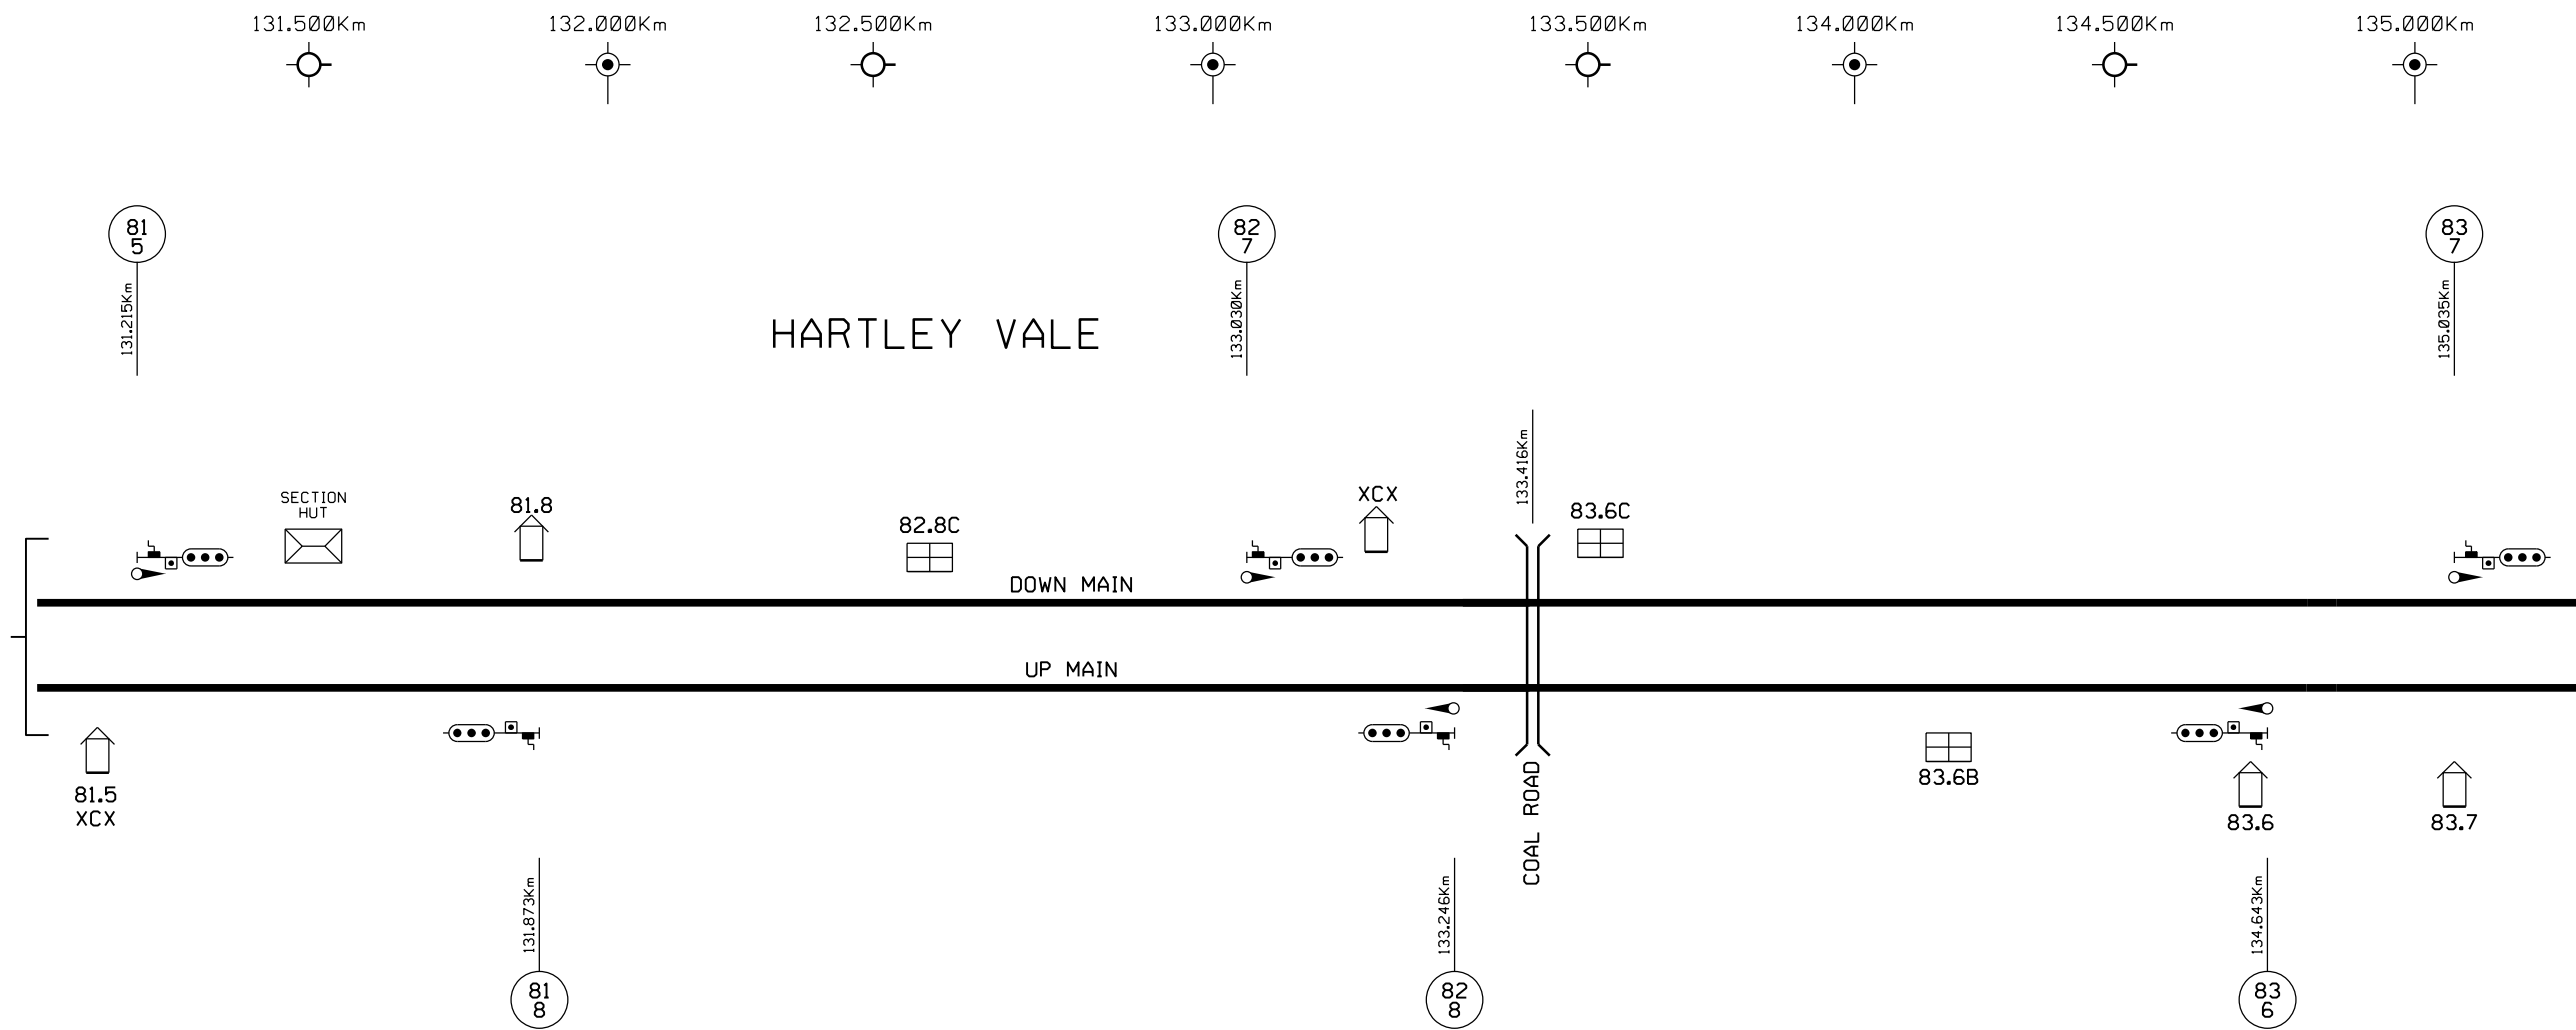 131.500Km
132.000Km
132.500Km
133.000Km
133.500Km
134.000Km
134.500Km
135.000Km
81
5
82
7
83
7
131.215Km
133.030Km
135.035Km
HARTLEY VALE
133.416Km
SECTION
HUT
81.8
82.8C
XCX
83.6C
DOWN MAIN
UP MAIN
81.5
XCX
COAL ROAD
83.6B
83.6
83.7
131.873Km
133.246Km
134.643Km
81
8
82
8
83
6